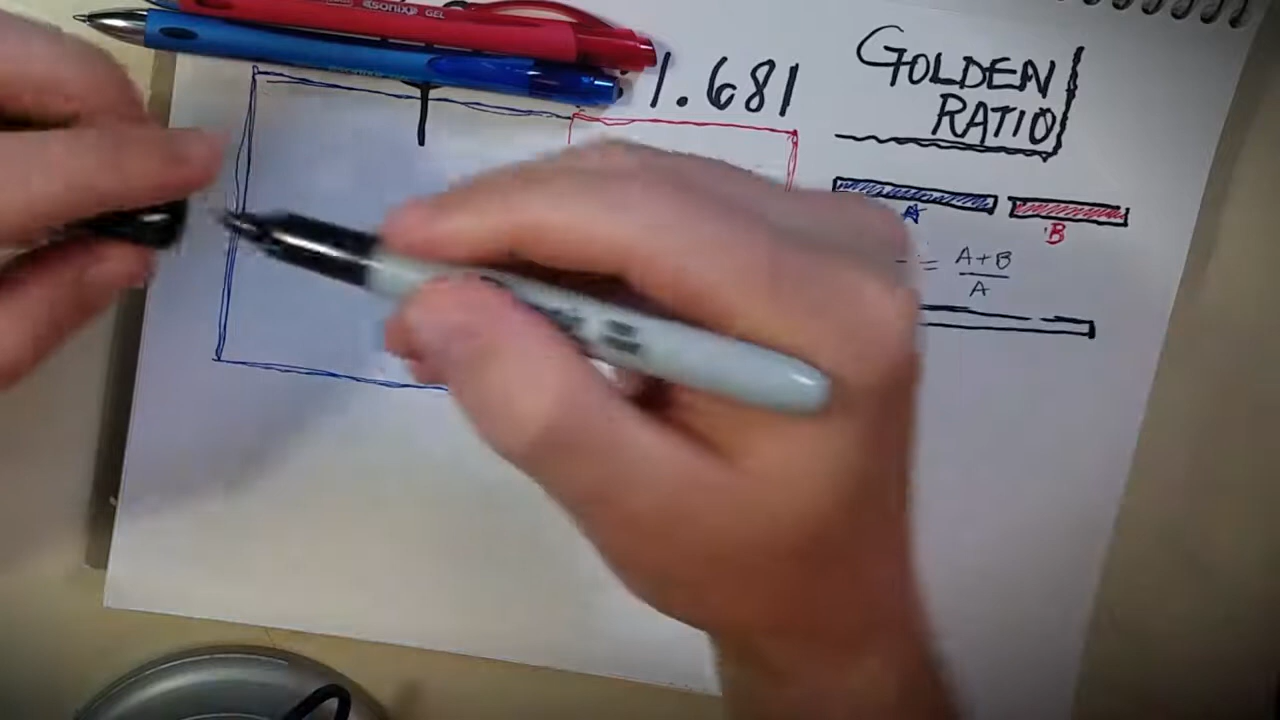 sonix GEL
1.681
GOLDEN
RATIO
A
B
= A+B
A